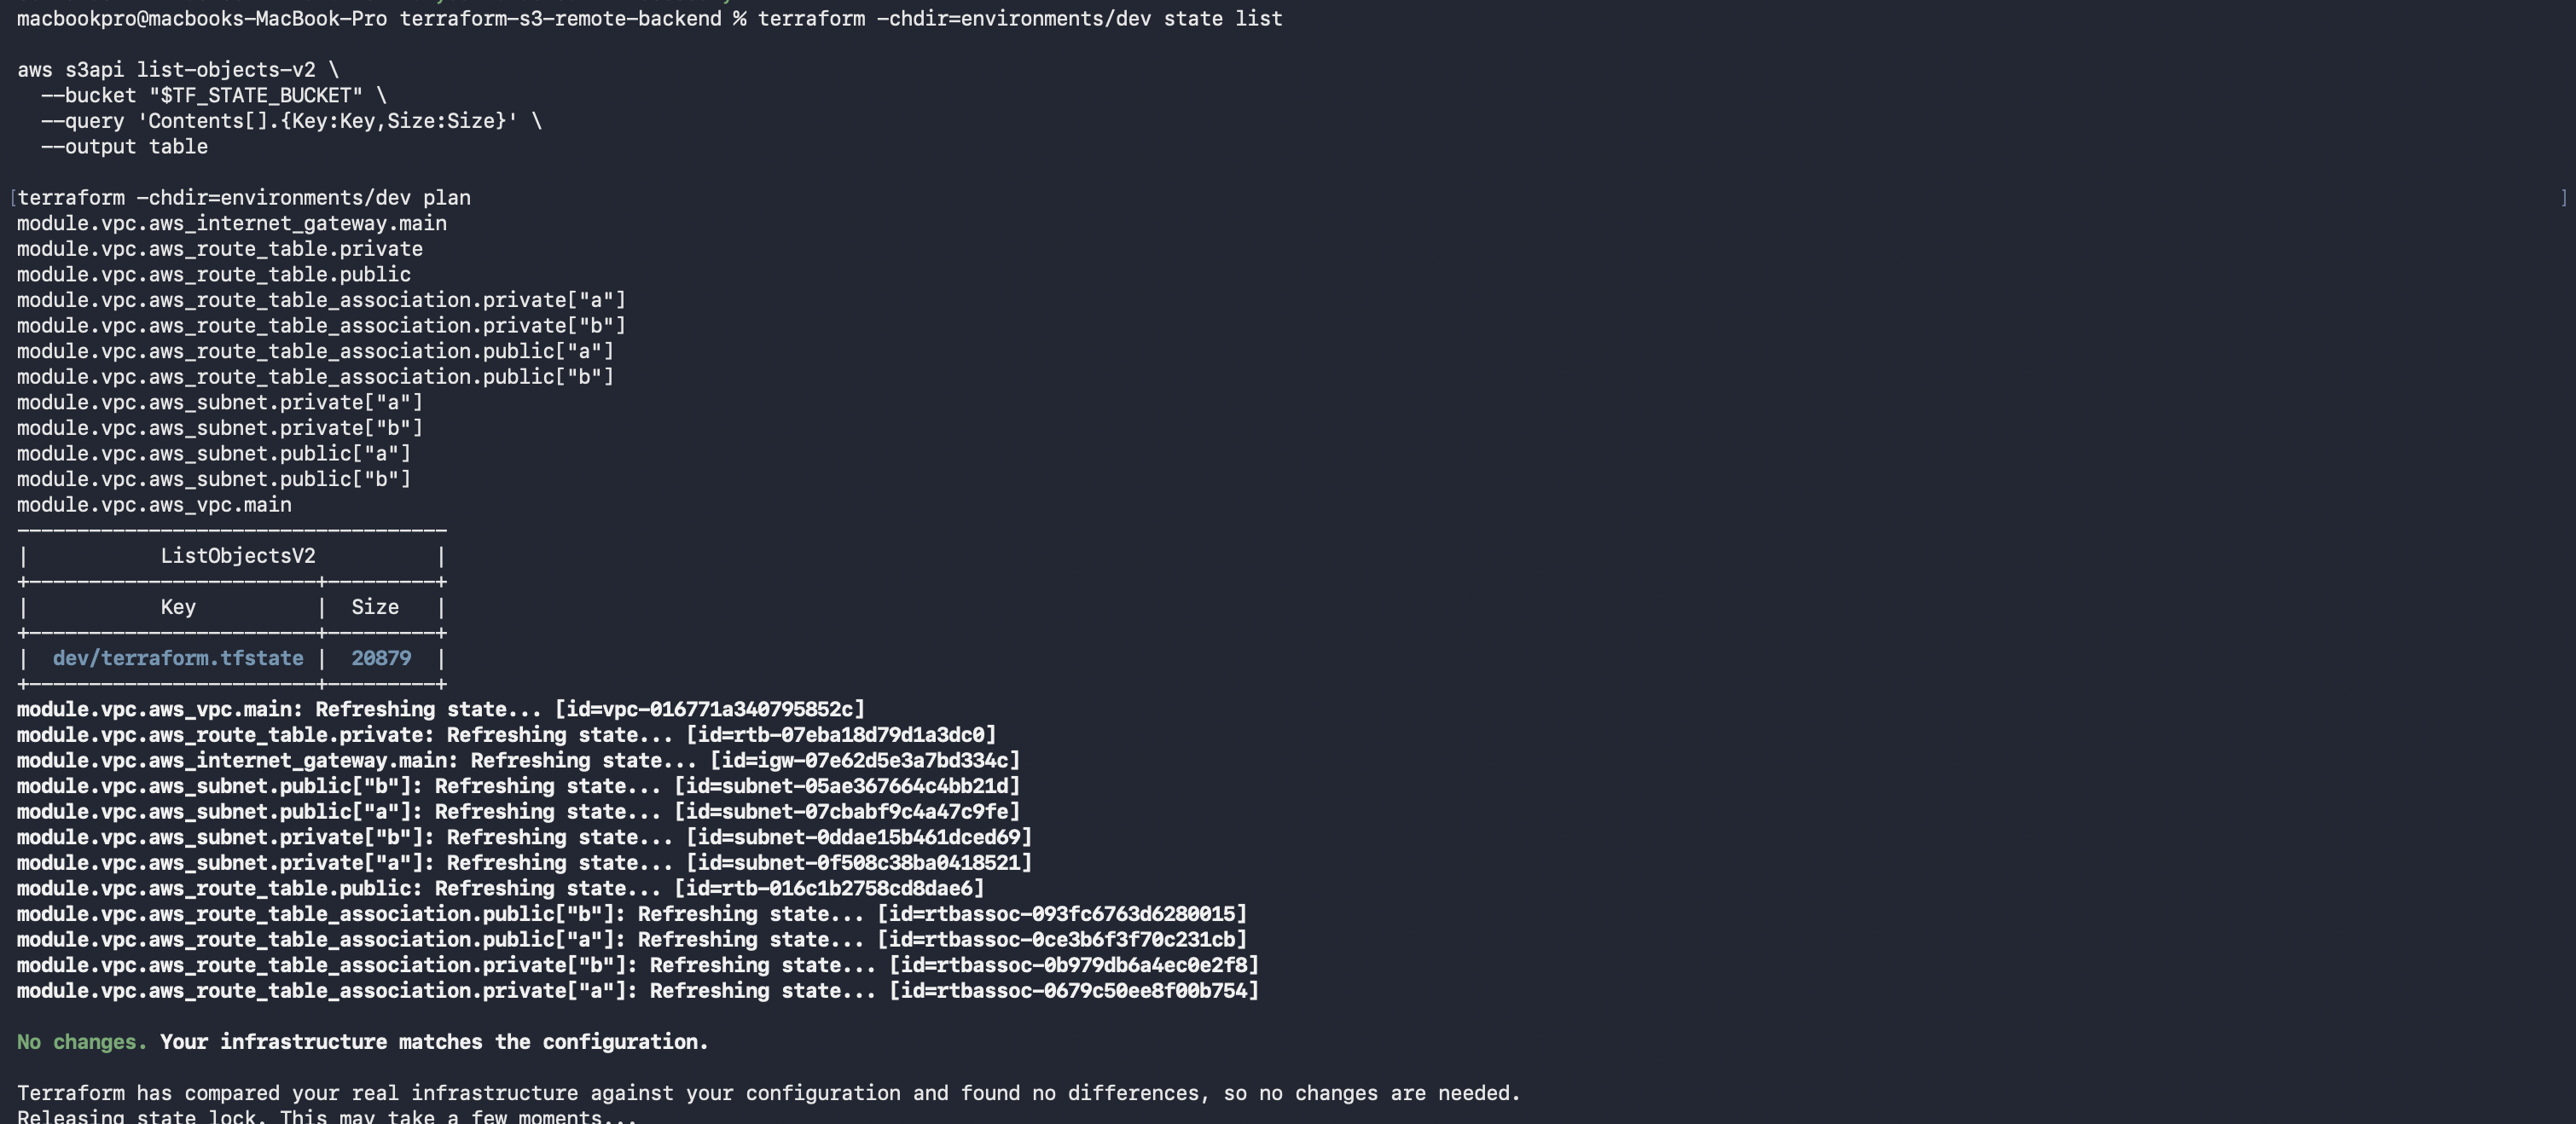 macbookpro@macbooks-MacBook-Pro terraform-s3-remote-backend % terraform -chdir=environments/dev state list
aws s3api list-objects-v2 \
  --bucket "$TF_STATE_BUCKET" \
  --query 'Contents[].{Key:Key,Size:Size}' \
  --output table
[terraform -chdir=environments/dev plan ]
module.vpc.aws_internet_gateway.main
module.vpc.aws_route_table.private
module.vpc.aws_route_table.public
module.vpc.aws_route_table_association.private["a"]
module.vpc.aws_route_table_association.private["b"]
module.vpc.aws_route_table_association.public["a"]
module.vpc.aws_route_table_association.public["b"]
module.vpc.aws_subnet.private["a"]
module.vpc.aws_subnet.private["b"]
module.vpc.aws_subnet.public["a"]
module.vpc.aws_subnet.public["b"]
module.vpc.aws_vpc.main
------------------------------------
|           ListObjectsV2          |
+------------------------+---------+
|           Key          |  Size   |
+------------------------+---------+
|  dev/terraform.tfstate |  20879  |
+------------------------+---------+
module.vpc.aws_vpc.main: Refreshing state... [id=vpc-016771a340795852c]
module.vpc.aws_route_table.private: Refreshing state... [id=rtb-07eba18d79d1a3dc0]
module.vpc.aws_internet_gateway.main: Refreshing state... [id=igw-07e62d5e3a7bd334c]
module.vpc.aws_subnet.public["b"]: Refreshing state... [id=subnet-05ae367664c4bb21d]
module.vpc.aws_subnet.public["a"]: Refreshing state... [id=subnet-07cbabf9c4a47c9fe]
module.vpc.aws_subnet.private["b"]: Refreshing state... [id=subnet-0ddae15b461dced69]
module.vpc.aws_subnet.private["a"]: Refreshing state... [id=subnet-0f508c38ba0418521]
module.vpc.aws_route_table.public: Refreshing state... [id=rtb-016c1b2758cd8dae6]
module.vpc.aws_route_table_association.public["b"]: Refreshing state... [id=rtbassoc-093fc6763d6280015]
module.vpc.aws_route_table_association.public["a"]: Refreshing state... [id=rtbassoc-0ce3b6f3f70c231cb]
module.vpc.aws_route_table_association.private["b"]: Refreshing state... [id=rtbassoc-0b979db6a4ec0e2f8]
module.vpc.aws_route_table_association.private["a"]: Refreshing state... [id=rtbassoc-0679c50ee8f00b754]
No changes. Your infrastructure matches the configuration.
Terraform has compared your real infrastructure against your configuration and found no differences, so no changes are needed.
Releasing state lock. This may take a few moments...